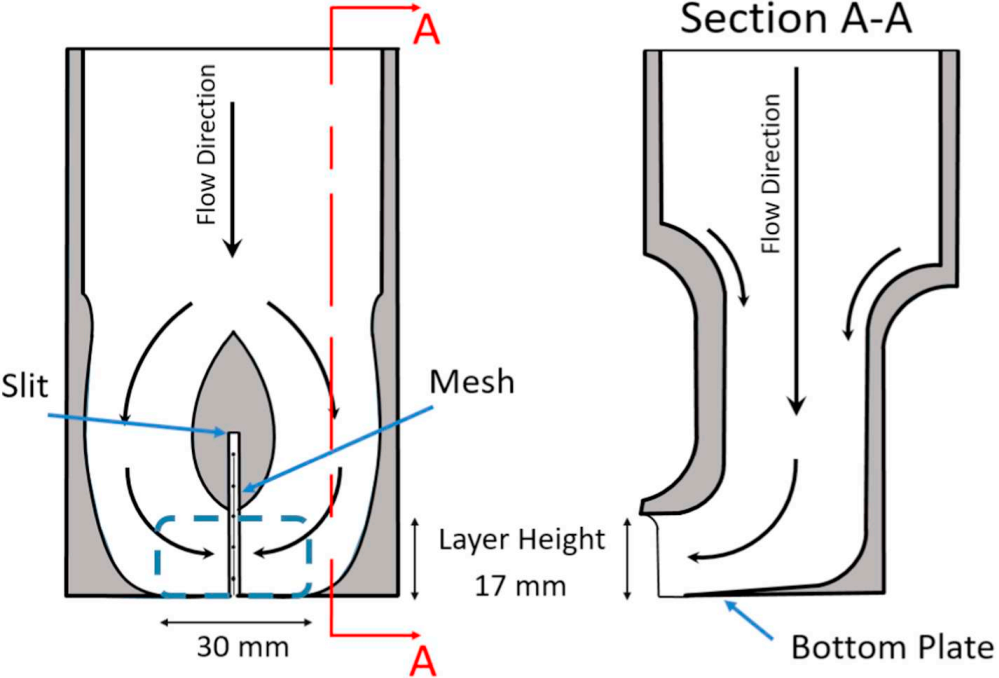 A
Section A-A
Flow Direction
Flow Direction
Slit
Mesh
Layer Height
17 mm
30 mm
A
Bottom Plate